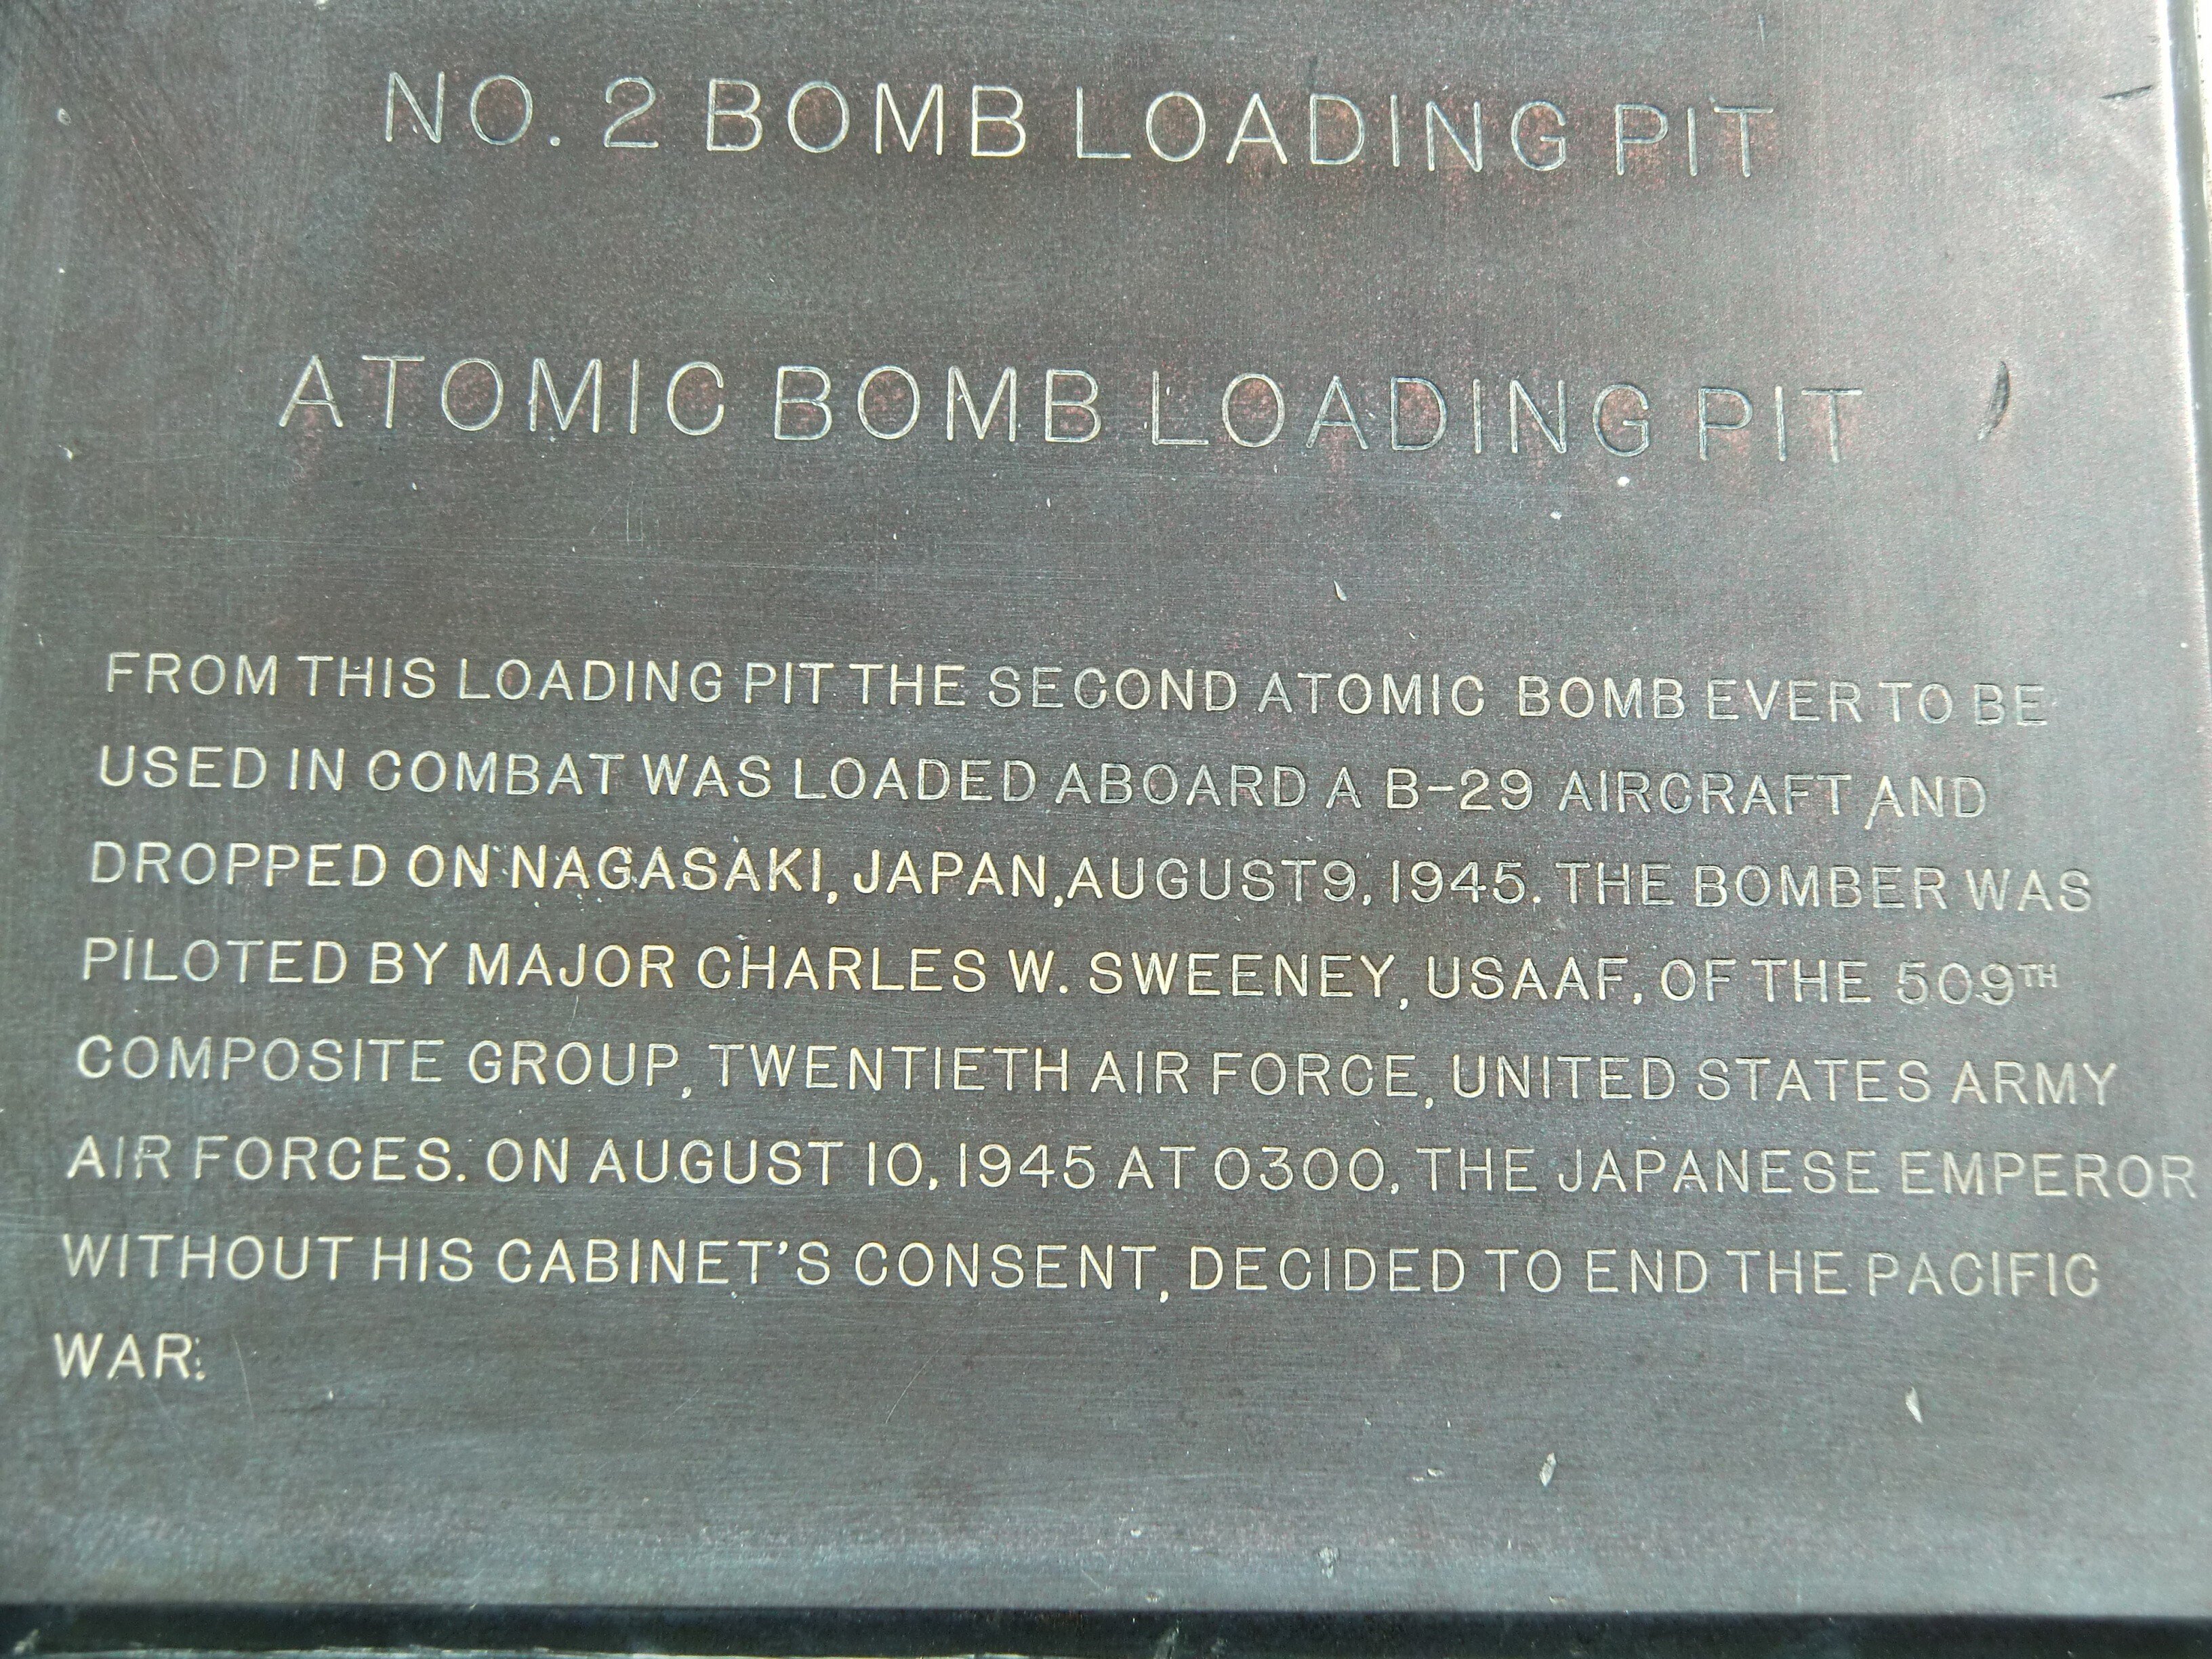 NO. 2 BOMB LOADING PIT
ATOMIC BOMB LOADING PIT
FROM THIS LOADING PIT THE SECOND ATOMIC BOMB EVER TO BE
USED IN COMBAT WAS LOADED ABOARD A B-29 AIRCRAFT AND
DROPPED ON NAGASAKI, JAPAN, AUGUST 9, 1945. THE BOMBER WAS
PILOTED BY MAJOR CHARLES W. SWEENEY, USAAF, OF THE 509TH
COMPOSITE GROUP, TWENTIETH AIR FORCE, UNITED STATES ARMY
AIR FORCES. ON AUGUST 10, 1945 AT 0300, THE JAPANESE EMPEROR
WITHOUT HIS CABINET'S CONSENT, DECIDED TO END THE PACIFIC
WAR.